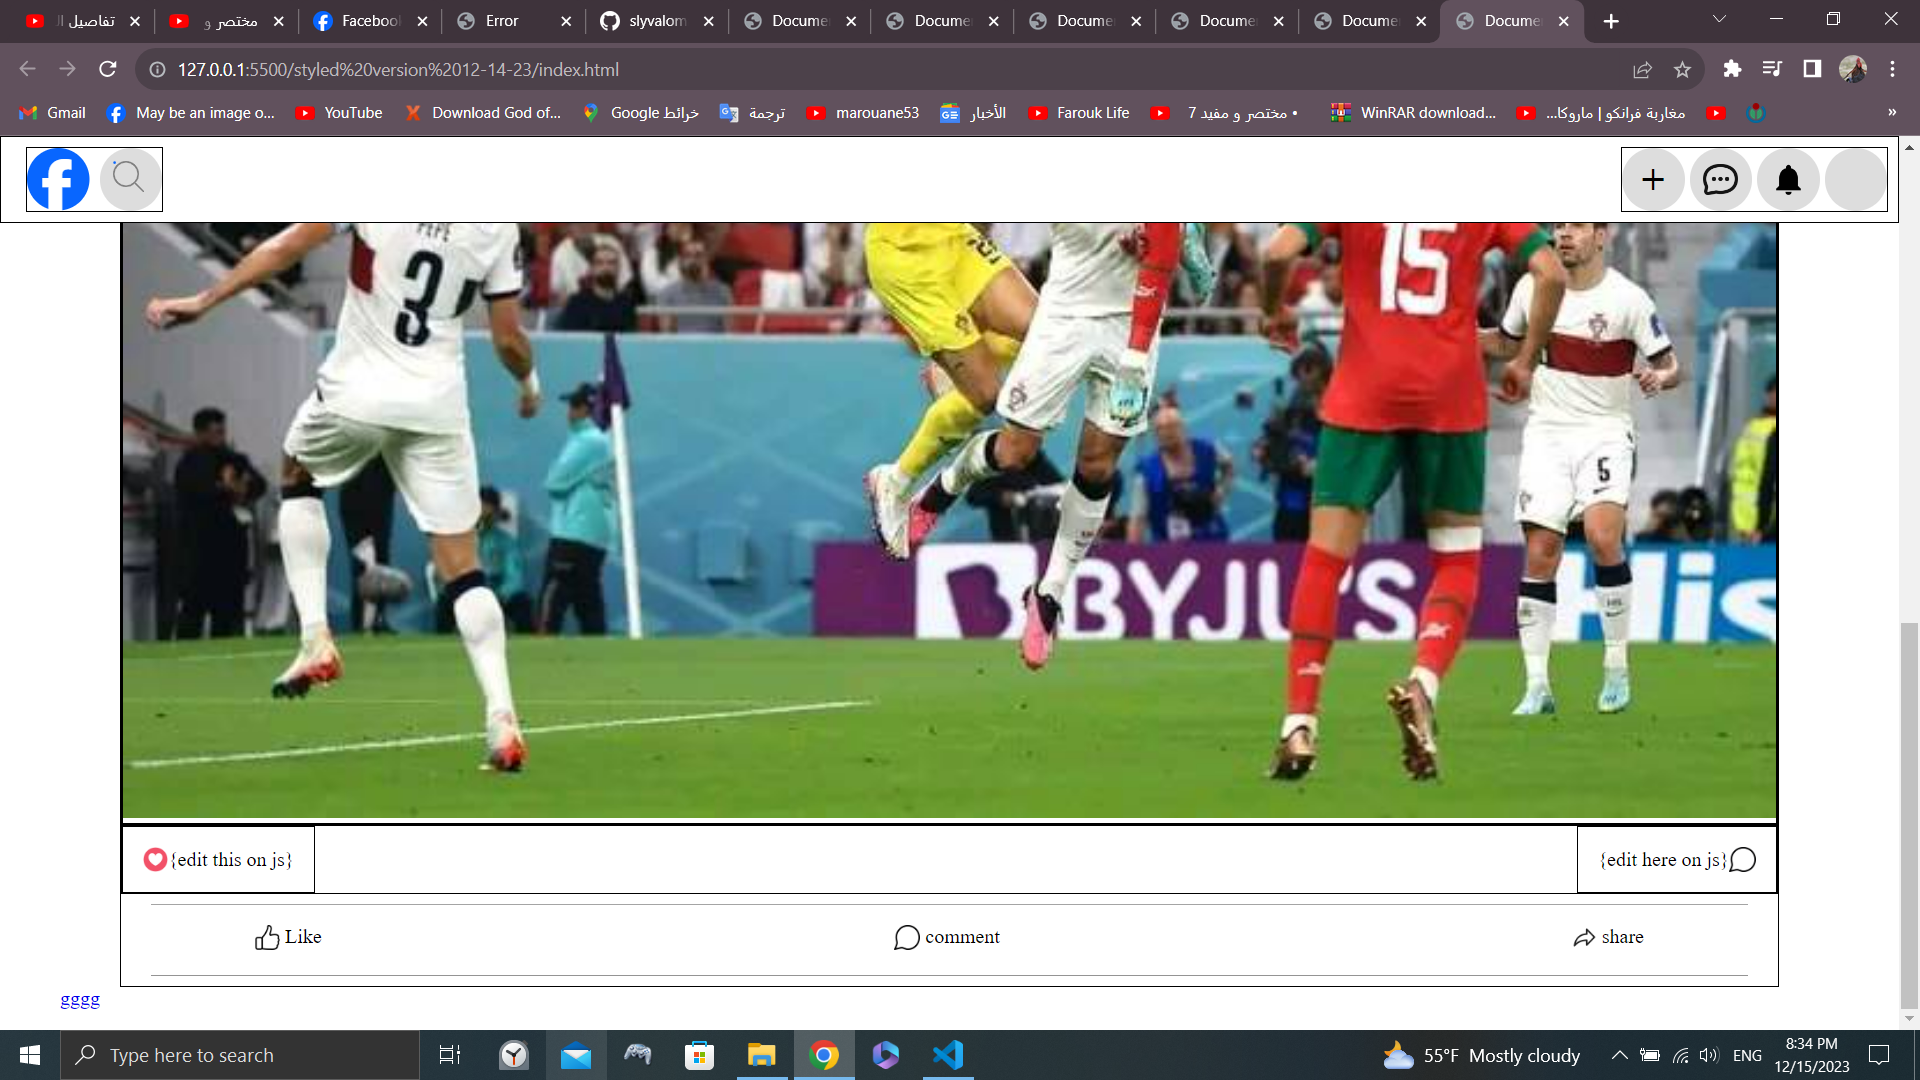 تفاصيل ال
مختصر و
Facebook
Error
slyvalom
Docume
Docume
Docume
Docume
Docume
Docume
127.0.0.1:5500/styled%20version%2012-14-23/index.html
Gmail
May be an image o...
YouTube
Download God of...
خرائط Google
ترجمة
marouane53
الأخبار
Farouk Life
مختصر و مفيد 7 •
WinRAR download...
مغاربة فرانكو | ماروكا...
»
PEPE
3
15
5
BYJU'S
His
{edit this on js}
{edit here on js}
Like
comment
share
gggg
Type here to search
55°F Mostly cloudy
ENG
8:34 PM
12/15/2023